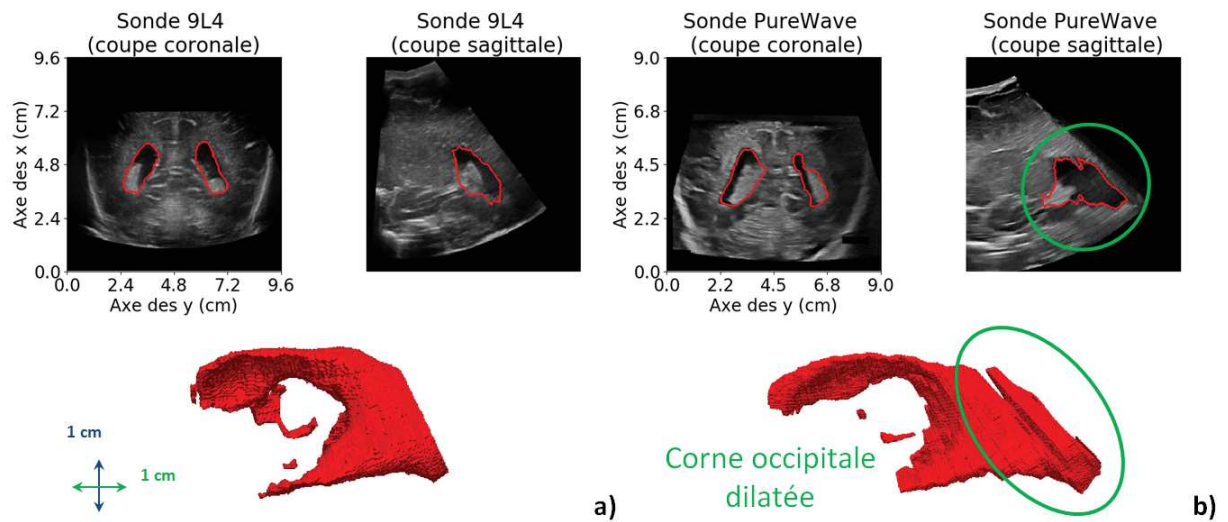 Sonde 9L4
(coupe coronale)
Sonde 9L4
(coupe sagittale)
Sonde PureWave
(coupe coronale)
Sonde PureWave
(coupe sagittale)
9.6
7.2
4.8
2.4
0.0
Axe des x (cm)
0.0 2.4 4.8 7.2 9.6
Axe des y (cm)
9.0
6.8
4.5
2.2
0.0
Axe des x (cm)
0.0 2.2 4.5 6.8 9.0
Axe des y (cm)
1 cm
1 cm
a)
Corne occipitale
dilatée
b)